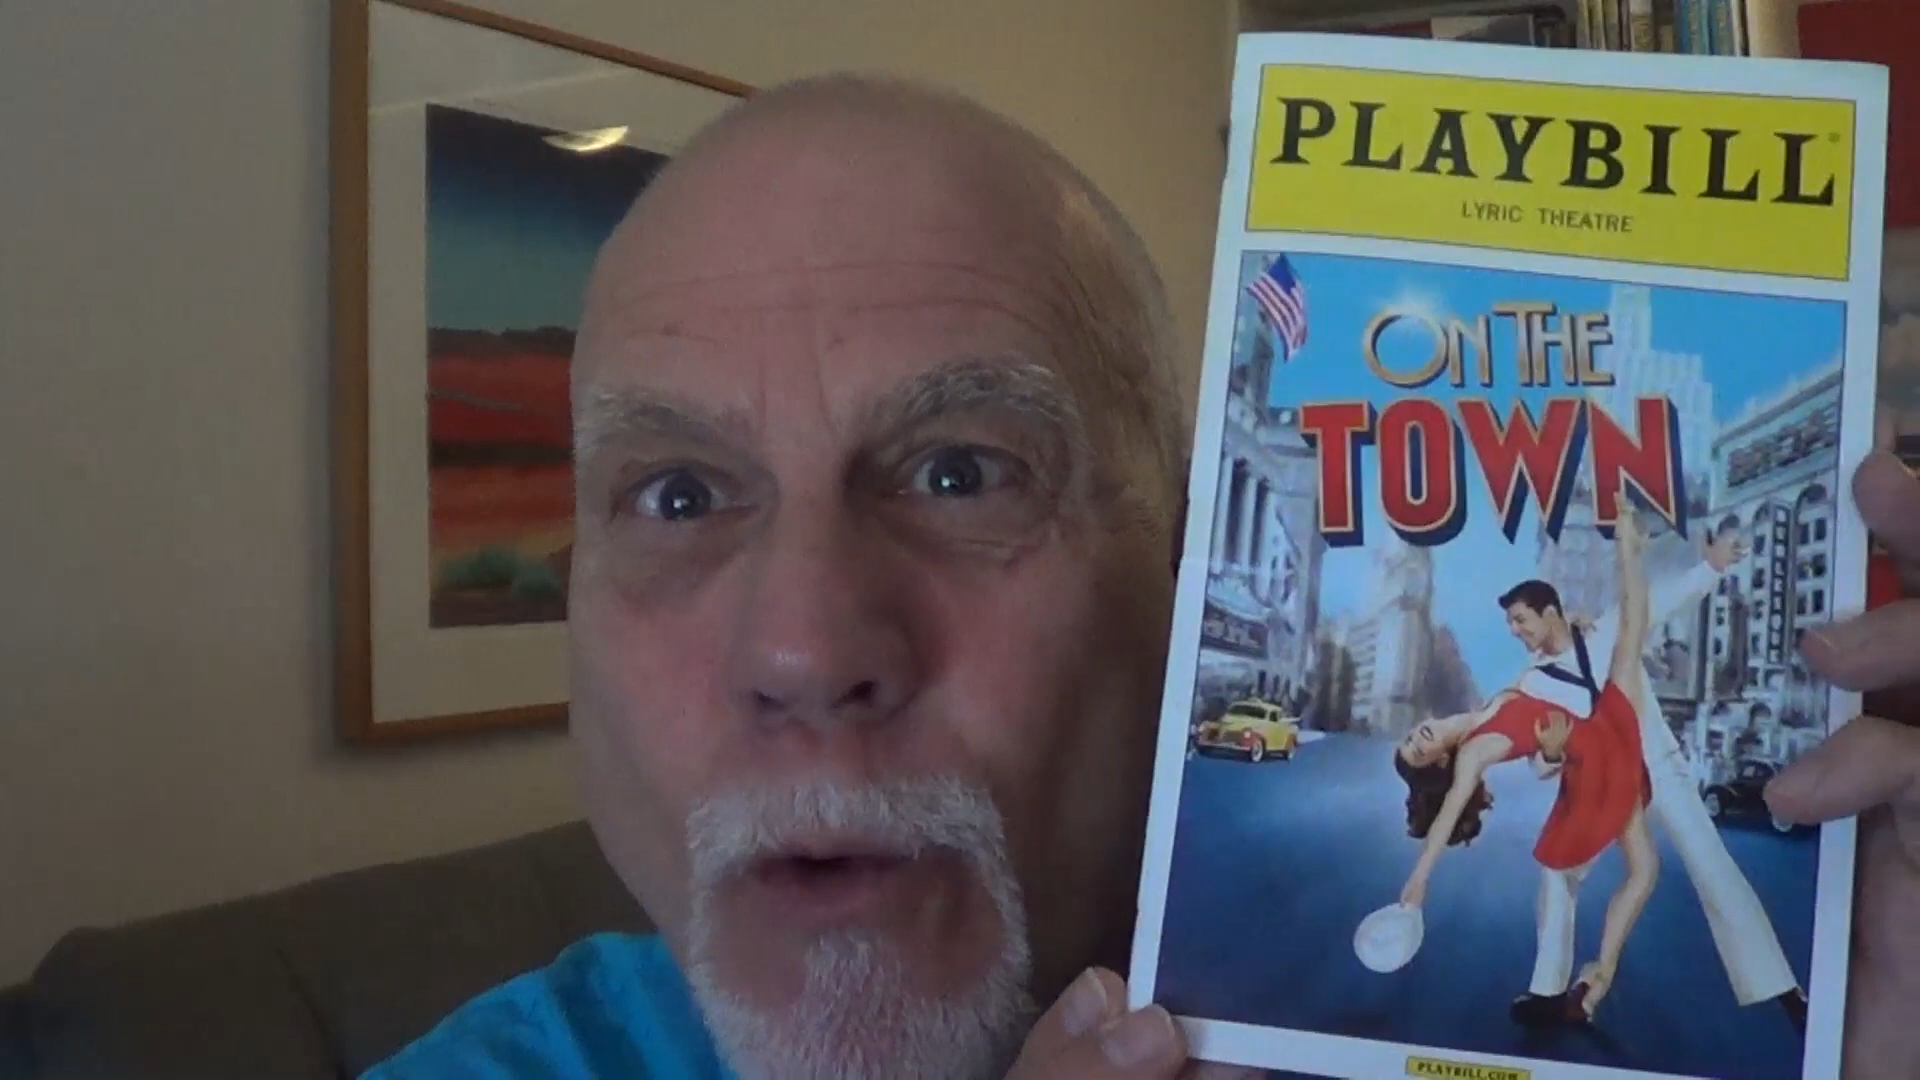 PLAYBILL®
LYRIC THEATRE
ON THE
TOWN
PLAYBILL.COM